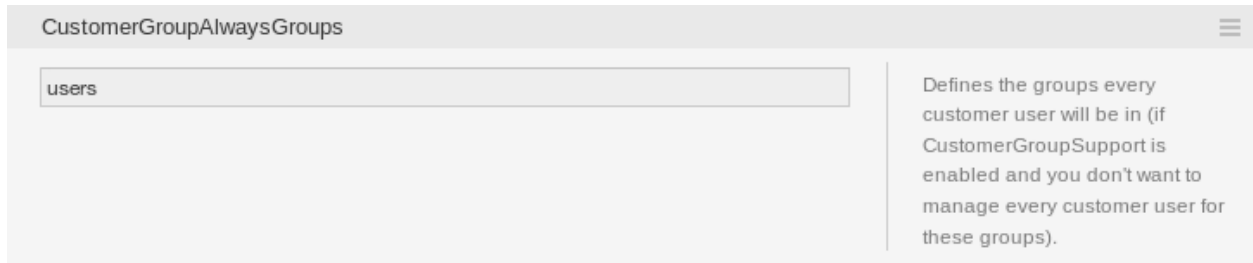 CustomerGroupAlwaysGroups
users
Defines the groups every
customer user will be in (if
CustomerGroupSupport is
enabled and you don't want to
manage every customer user for
these groups).